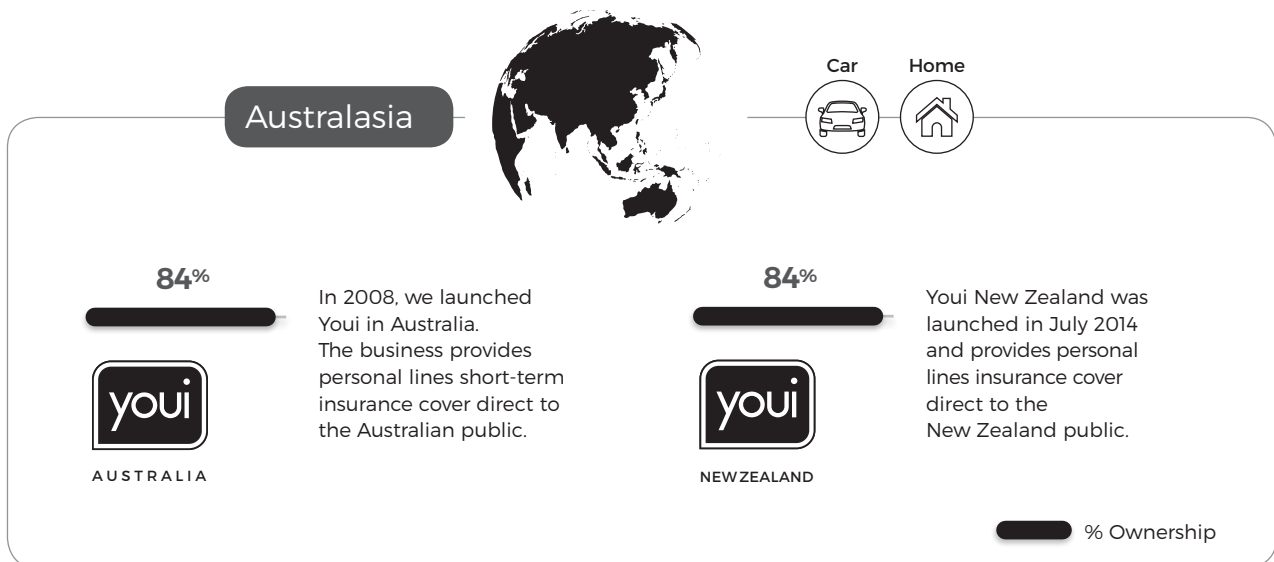 Australasia
Car
Home
84%
In 2008, we launched
Youi in Australia.
The business provides
personal lines short-term
insurance cover direct to
the Australian public.
youi
AUSTRALIA
84%
Youi New Zealand was
launched in July 2014
and provides personal
lines insurance cover
direct to the
New Zealand public.
youi
NEW ZEALAND
% Ownership